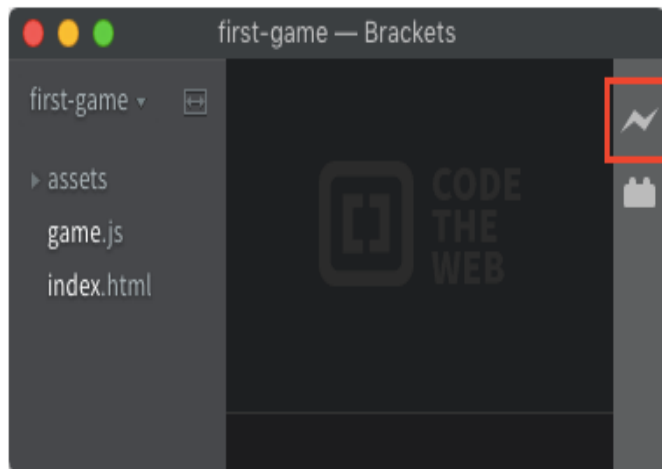 first-game — Brackets
first-game
assets
game.js
index.html
CODE
THE
WEB